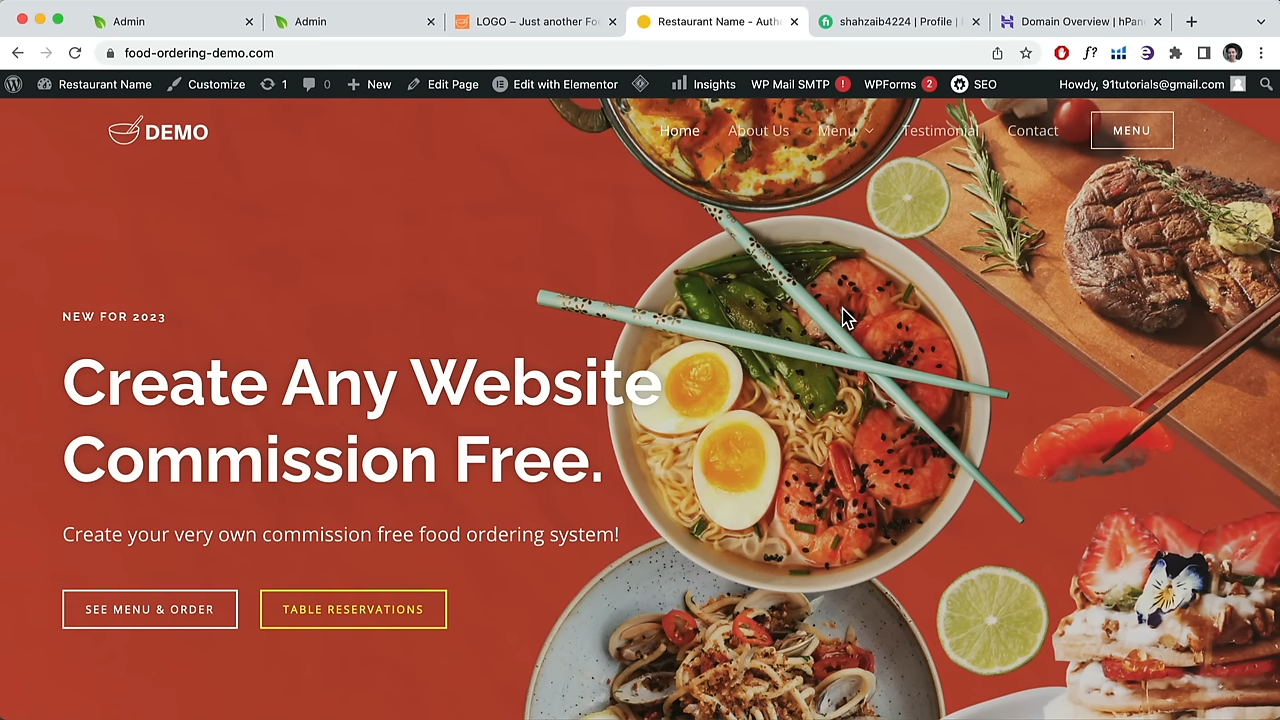 Admin
Admin
LOGO – Just another Fo
Restaurant Name - Auth
shahzaib4224 | Profile |
Domain Overview | hPan
food-ordering-demo.com
f?
Restaurant Name
Customize
1
0
New
Edit Page
Edit with Elementor
Insights
WP Mail SMTP !
WPForms 2
SEO
Howdy, 91tutorials@gmail.com
DEMO
Home
About Us
Menu
Testimonial
Contact
MENU
NEW FOR 2023
Create Any Website
Commission Free.
Create your very own commission free food ordering system!
SEE MENU & ORDER
TABLE RESERVATIONS